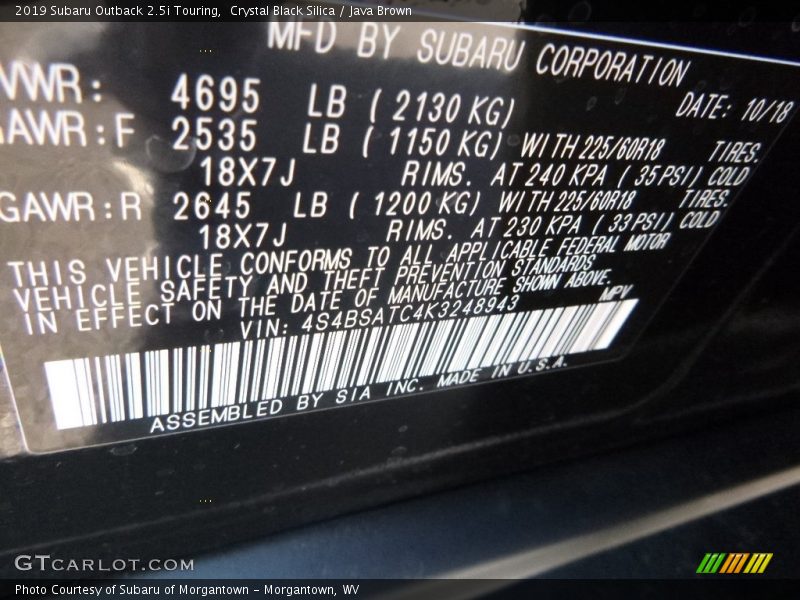 2019 Subaru Outback 2.5i Touring,  Crystal Black Silica / Java Brown
MFD BY SUBARU CORPORATION
VWR: 4695 LB ( 2130 KG) DATE: 10/18
GAWR:F 2535 LB ( 1150 KG) WITH 225/60R18 TIRES.
18X7J RIMS. AT 240 KPA ( 35 PSI) COLD
GAWR:R 2645 LB ( 1200 KG) WITH 225/60R18 TIRES.
18X7J RIMS. AT 230 KPA ( 33 PSI) COLD
THIS VEHICLE CONFORMS TO ALL APPLICABLE FEDERAL MOTOR
VEHICLE SAFETY AND THEFT PREVENTION STANDARDS
IN EFFECT ON THE DATE OF MANUFACTURE SHOWN ABOVE.
VIN: 4S4BSATC4K3248943 MPV
ASSEMBLED BY SIA INC. MADE IN U.S.A.
GTCARLOT.COM
Photo Courtesy of Subaru of Morgantown - Morgantown, WV